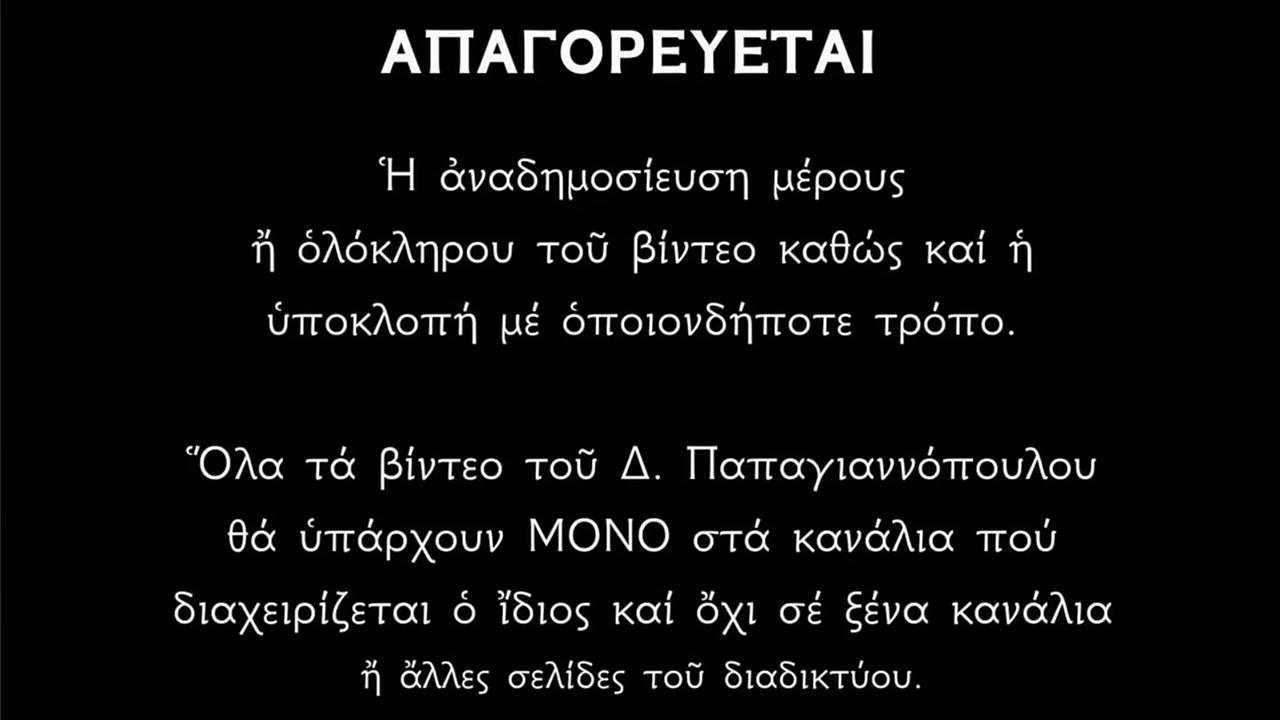 ΑΠΑΓΟΡΕΥΕΤΑΙ
Ἡ ἀναδημοσίευση μέρους
ἤ ὁλόκληρου τοῦ βίντεο καθώς καί ἡ
ὑποκλοπή μέ ὁποιονδήποτε τρόπο.
Ὅλα τά βίντεο τοῦ Δ. Παπαγιαννόπουλου
θά ὑπάρχουν ΜΟΝΟ στά κανάλια πού
διαχειρίζεται ὁ ἴδιος καί ὄχι σέ ξένα κανάλια
ἤ ἄλλες σελίδες τοῦ διαδικτύου.